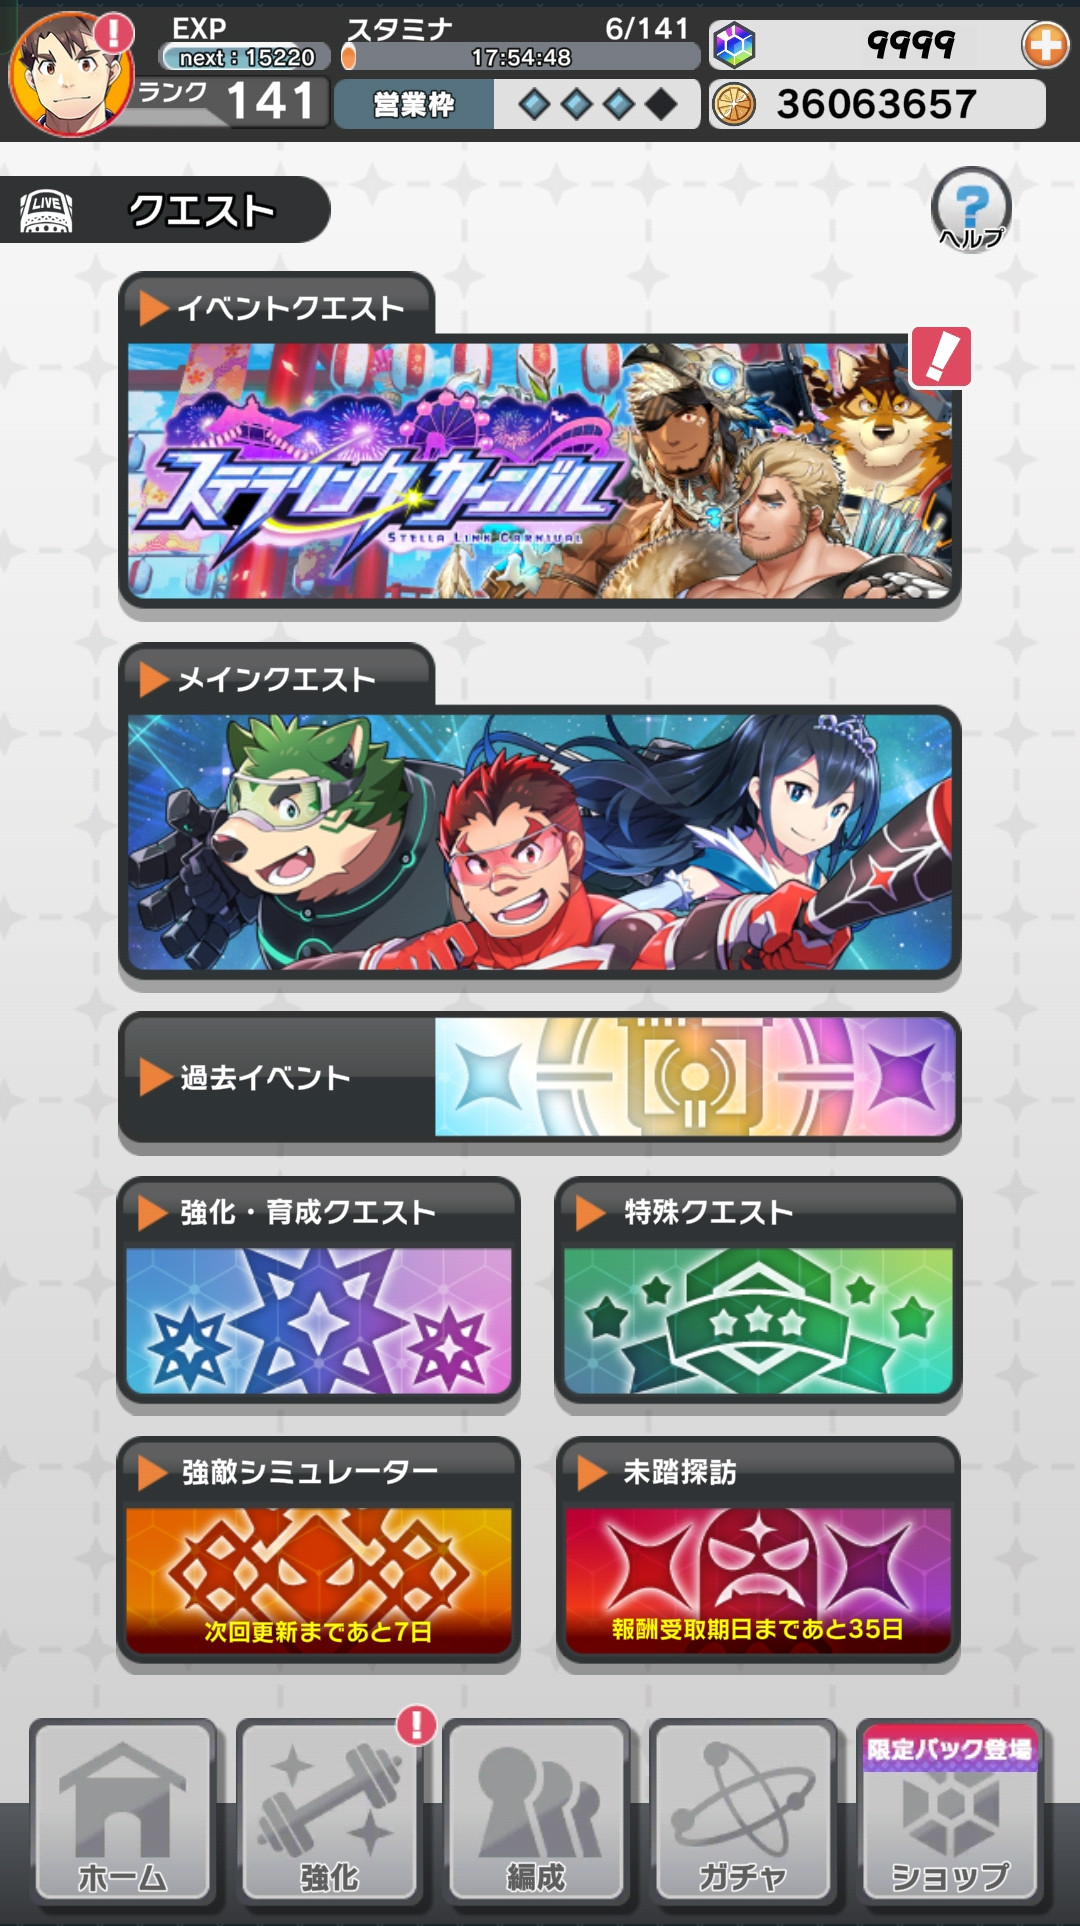 EXP
next : 15220
ランク 141
スタミナ 6/141
17:54:48
営業枠
9999
36063657
LIVE
クエスト
?
ヘルプ
イベントクエスト
ステラリンク・カーニバル
STELLA LINK CARNIVAL
メインクエスト
過去イベント
強化・育成クエスト
特殊クエスト
強敵シミュレーター
次回更新まであと7日
未踏探訪
報酬受取期日まであと35日
ホーム
強化
編成
ガチャ
限定パック登場
ショップ